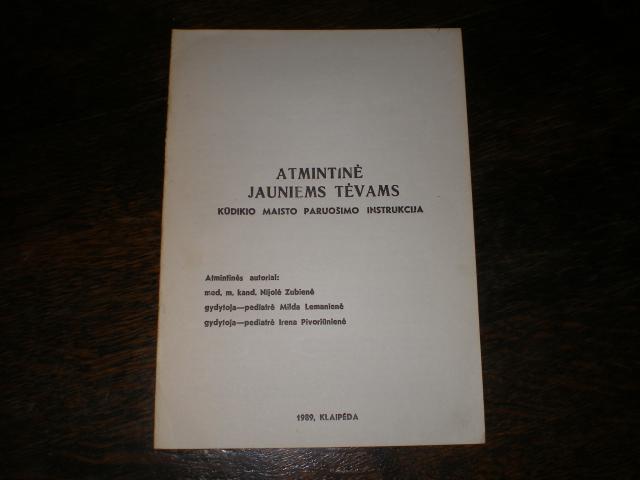 ATMINTINĖ
JAUNIEMS TĖVAMS
KŪDIKIO MAISTO PARUOŠIMO INSTRUKCIJA
Atmintinės autoriai:
med. m. kand. Nijolė Zubienė
gydytoja—pediatrė Milda Lemanienė
gydytoja—pediatrė Irena Pivoriūnienė
1989, KLAIPĖDA